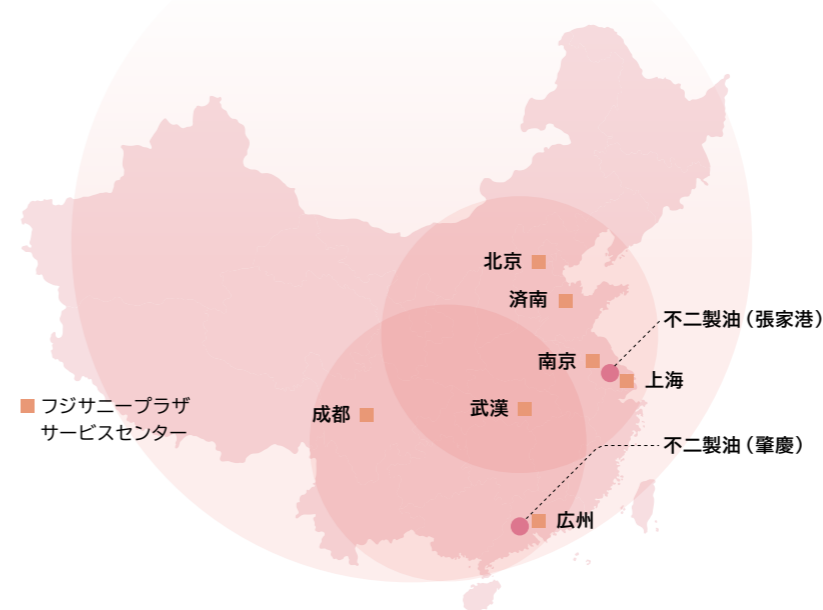 北京
済南
不二製油（張家港）
南京
上海
フジサニープラザ
サービスセンター
成都
武漢
不二製油（肇慶）
広州